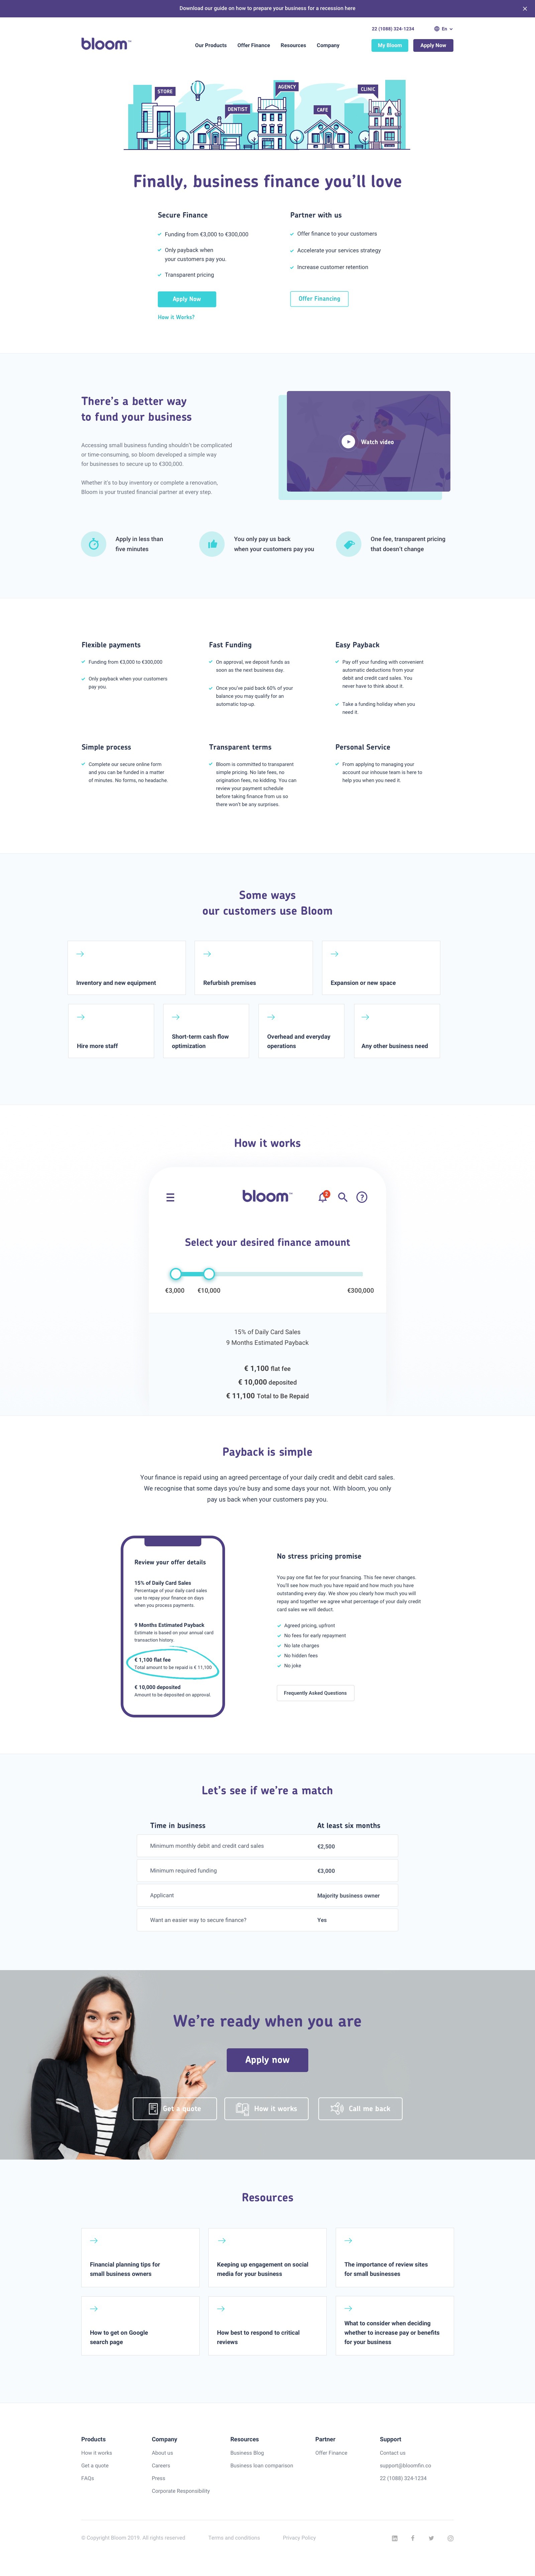 Download our guide on how to prepare your business for a recession here
22 (1088) 324-1234
En
bloom™
Our Products
Offer Finance
Resources
Company
My Bloom
Apply Now
STORE
DENTIST
AGENCY
CAFE
CLINIC
Finally, business finance you'll love
Secure Finance
Funding from €3,000 to €300,000
Only payback when
your customers pay you.
Transparent pricing
Apply Now
How it Works?
Partner with us
Offer finance to your customers
Accelerate your services strategy
Increase customer retention
Offer Financing
There's a better way
to fund your business
Accessing small business funding shouldn't be complicated
or time-consuming, so bloom developed a simple way
for businesses to secure up to €300,000.
Whether it's to buy inventory or complete a renovation,
Bloom is your trusted financial partner at every step.
Watch video
Apply in less than
five minutes
You only pay us back
when your customers pay you
One fee, transparent pricing
that doesn't change
Flexible payments
Funding from €3,000 to €300,000
Only payback when your customers
pay you.
Fast Funding
On approval, we deposit funds as
soon as the next business day.
Once you've paid back 60% of your
balance you may qualify for an
automatic top-up.
Easy Payback
Pay off your funding with convenient
automatic deductions from your
debit and credit card sales. You
never have to think about it.
Take a funding holiday when you
need it.
Simple process
Complete our secure online form
and you can be funded in a matter
of minutes. No forms, no headache.
Transparent terms
Bloom is committed to transparent
simple pricing. No late fees, no
origination fees, no kidding. You can
review your payment schedule
before taking finance from us so
there won't be any surprises.
Personal Service
From applying to managing your
account our inhouse team is here to
help you when you need it.
Some ways
our customers use Bloom
Inventory and new equipment
Refurbish premises
Expansion or new space
Hire more staff
Short-term cash flow
optimization
Overhead and everyday
operations
Any other business need
How it works
bloom™
2
?
Select your desired finance amount
€3,000
€10,000
€300,000
15% of Daily Card Sales
9 Months Estimated Payback
€ 1,100 flat fee
€ 10,000 deposited
€ 11,100 Total to Be Repaid
Payback is simple
Your finance is repaid using an agreed percentage of your daily credit and debit card sales.
We recognise that some days you're busy and some days your not. With bloom, you only
pay us back when your customers pay you.
Review your offer details
15% of Daily Card Sales
Percentage of your daily card sales
use to repay your finance on days
when you process payments.
9 Months Estimated Payback
Estimate is based on your annual card
transaction history.
€ 1,100 flat fee
Total amount to be repaid is € 11,100
€ 10,000 deposited
Amount to be deposited on approval.
No stress pricing promise
You pay one flat fee for your financing. This fee never changes.
You'll see how much you have repaid and how much you have
outstanding every day. We show you clearly how much you will
repay and together we agree what percentage of your daily credit
card sales we will deduct.
Agreed pricing, upfront
No fees for early repayment
No late charges
No hidden fees
No joke
Frequently Asked Questions
Let's see if we're a match
Time in business
At least six months
Minimum monthly debit and credit card sales
€2,500
Minimum required funding
€3,000
Applicant
Majority business owner
Want an easier way to secure finance?
Yes
We're ready when you are
Apply now
Get a quote
How it works
Call me back
Resources
Financial planning tips for
small business owners
Keeping up engagement on social
media for your business
The importance of review sites
for small businesses
How to get on Google
search page
How best to respond to critical
reviews
What to consider when deciding
whether to increase pay or benefits
for your business
Products
How it works
Get a quote
FAQs
Company
About us
Careers
Press
Corporate Responsibility
Resources
Business Blog
Business loan comparison
Partner
Offer Finance
Support
Contact us
support@bloomfin.co
22 (1088) 324-1234
© Copyright Bloom 2019. All rights reserved
Terms and conditions
Privacy Policy